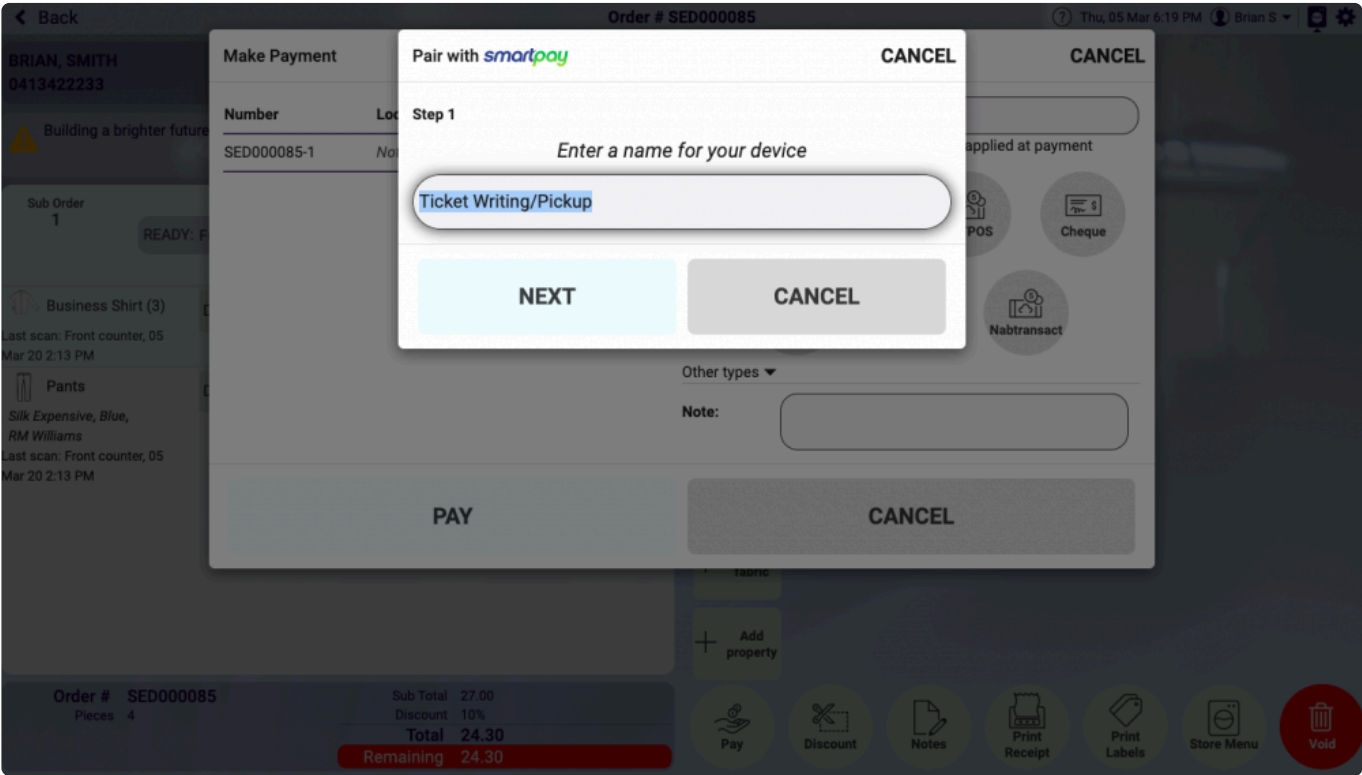 Back
Order # SED000085
? Thu, 05 Mar 6:19 PM Brian S
BRIAN, SMITH
0413422233
Building a brighter future
Sub Order
1
READY: F
Business Shirt (3)
Last scan: Front counter, 05
Mar 20 2:13 PM
Pants
Silk Expensive, Blue,
RM Williams
Last scan: Front counter, 05
Mar 20 2:13 PM
Make Payment
CANCEL
Number
Loc
SED000085-1
Not
applied at payment
POS
Cheque
Nabtransact
Other types
Note:
PAY
CANCEL
Pair with smartpay
CANCEL
Step 1
Enter a name for your device
Ticket Writing/Pickup
NEXT
CANCEL
fabric
+ Add
property
Order # SED000085
Pieces 4
Sub Total 27.00
Discount 10%
Total 24.30
Remaining 24.30
Pay
Discount
Notes
Print
Receipt
Print
Labels
Store Menu
Void